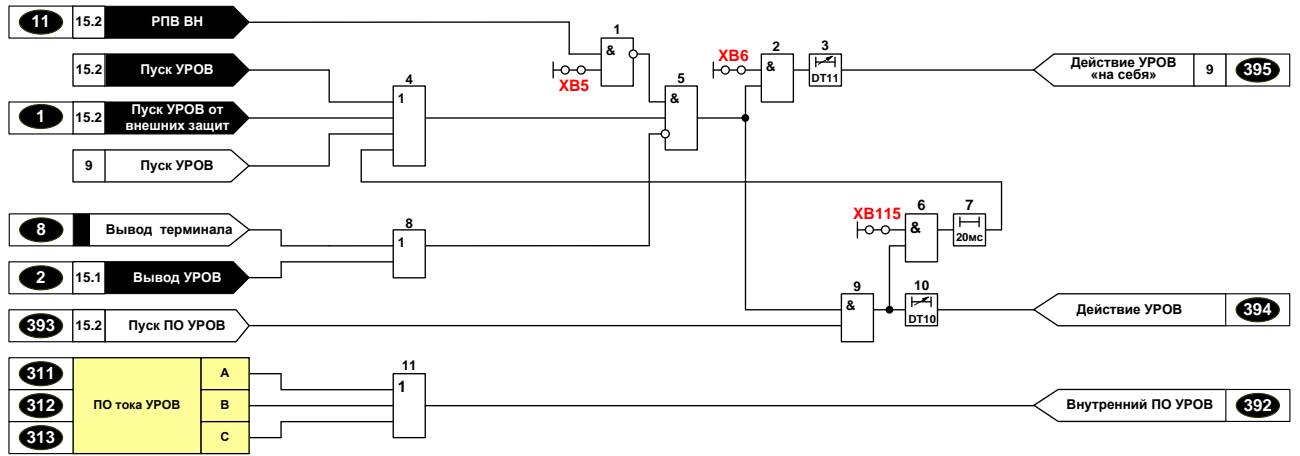 11 15.2 РПВ ВН
1
&
XB5
XB6
2
&
3
DT11
Действие УРОВ
«на себя»
9 395
15.2 Пуск УРОВ
4
1
5
&
1 15.2 Пуск УРОВ от
внешних защит
9 Пуск УРОВ
8 Вывод терминала
8
1
XB115
6
&
7
20мс
2 15.1 Вывод УРОВ
9
&
10
DT10
Действие УРОВ 394
393 15.2 Пуск ПО УРОВ
311 A
312 ПО тока УРОВ B
313 C
11
1
Внутренний ПО УРОВ 392